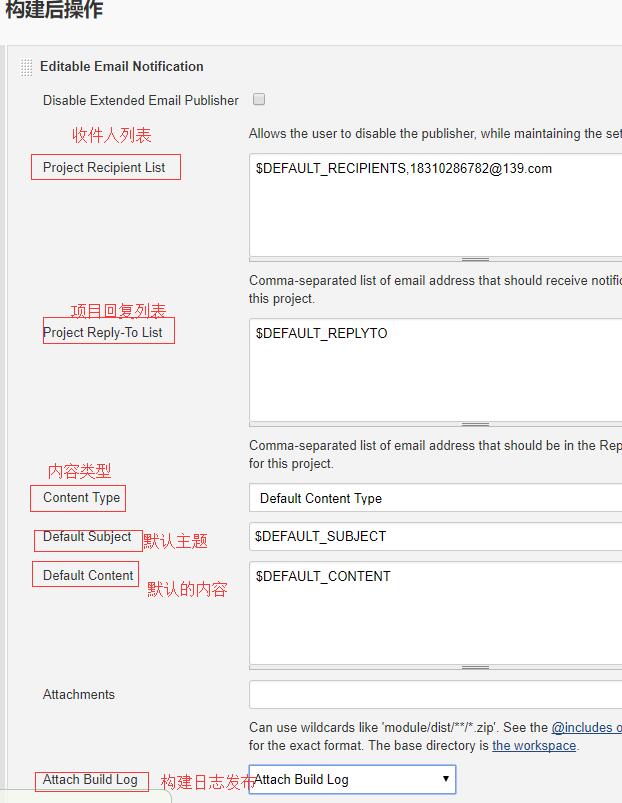 构建后操作
Editable Email Notification
Disable Extended Email Publisher
收件人列表
Allows the user to disable the publisher, while maintaining the set
Project Recipient List
$DEFAULT_RECIPIENTS,18310286782@139.com
Comma-separated list of email address that should receive notific
this project.
项目回复列表
Project Reply-To List
$DEFAULT_REPLYTO
Comma-separated list of email address that should be in the Rep
for this project.
内容类型
Content Type
Default Content Type
Default Subject
默认主题
$DEFAULT_SUBJECT
Default Content
默认的内容
$DEFAULT_CONTENT
Attachments
Can use wildcards like 'module/dist/**/*.zip'. See the @includes o
for the exact format. The base directory is the workspace.
Attach Build Log
构建日志发布
Attach Build Log